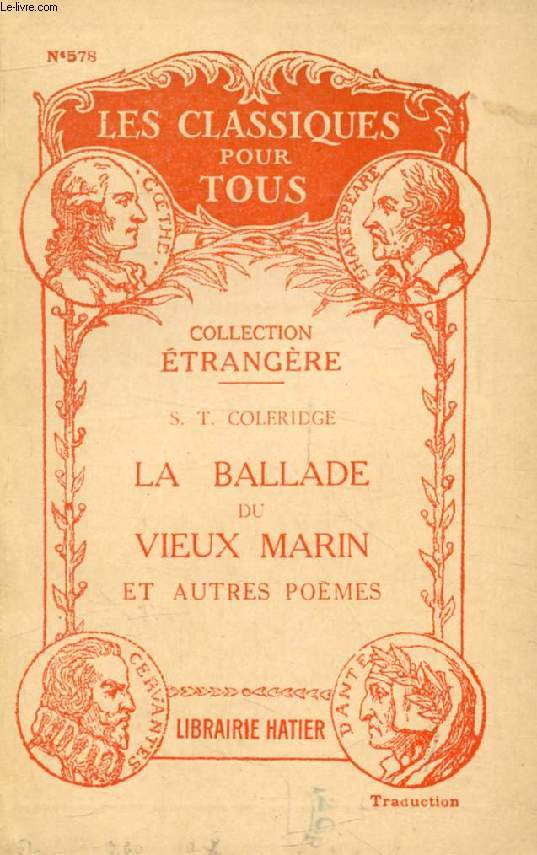 Le-livre.com
Nº578
LES CLASSIQUES
POUR
TOUS
GŒTHE
SHAKESPEARE
COLLECTION
ÉTRANGÈRE
S. T. COLERIDGE
LA BALLADE
DU
VIEUX MARIN
ET AUTRES POÈMES
CERVANTES
DANTE
LIBRAIRIE HATIER
Traduction